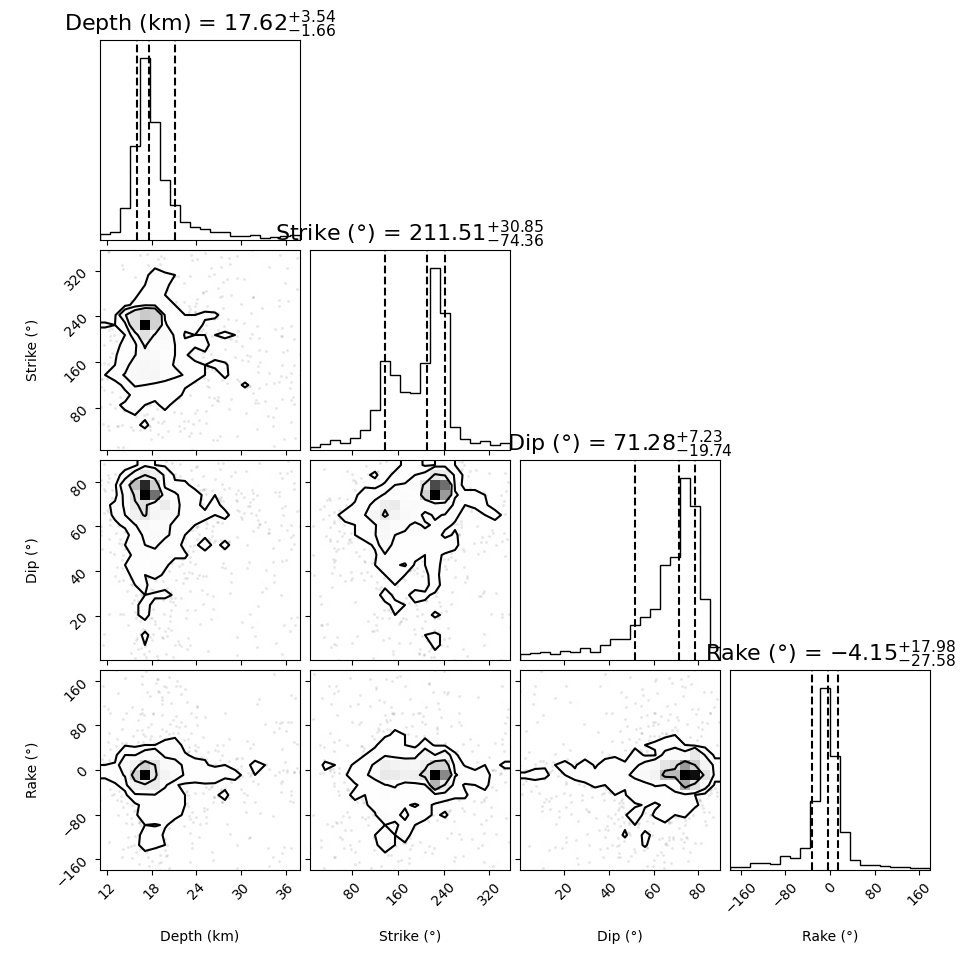 Depth (km) = 17.62+3.54−1.66
Strike (°) = 211.51+30.85−74.36
Strike (°)
320
240
160
80
Dip (°) = 71.28+7.23−19.74
Dip (°)
80
60
40
20
Rake (°) = −4.15+17.98−27.58
Rake (°)
160
80
0
−80
−160
12 18 24 30 36
80 160 240 320
20 40 60 80
−160 −80 0 80 160
Depth (km) Strike (°) Dip (°) Rake (°)